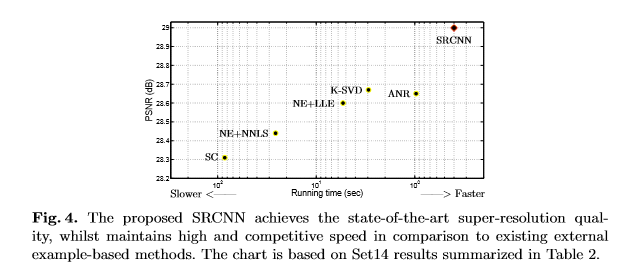 29
28.9
28.8
28.7
28.6
28.5
28.4
28.3
28.2
PSNR (dB)
SRCNN
K-SVD
ANR
NE+LLE
NE+NNLS
SC
10²
10¹
10⁰
Slower <—— Running time (sec) ——> Faster
Fig. 4. The proposed SRCNN achieves the state-of-the-art super-resolution qual-
ity, whilst maintains high and competitive speed in comparison to existing external
example-based methods. The chart is based on Set14 results summarized in Table 2.